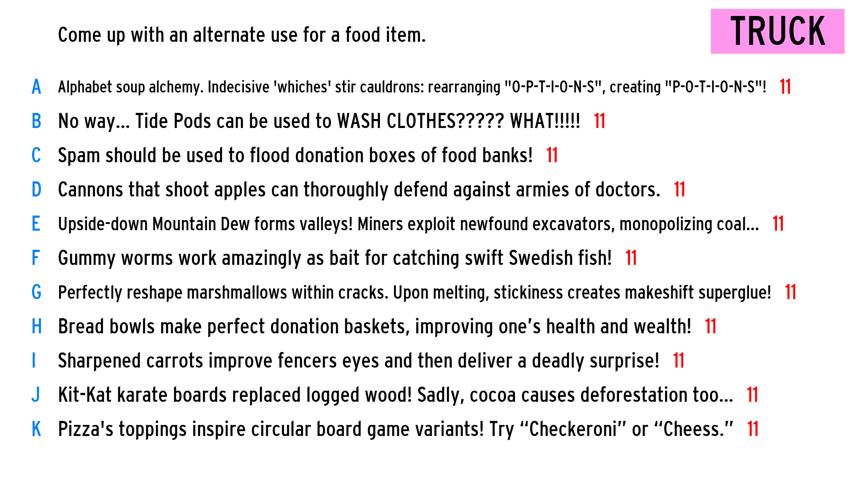 Come up with an alternate use for a food item.
TRUCK
A Alphabet soup alchemy. Indecisive 'whiches' stir cauldrons: rearranging "O-P-T-I-O-N-S", creating "P-O-T-I-O-N-S"! 11
B No way... Tide Pods can be used to WASH CLOTHES????? WHAT!!!!! 11
C Spam should be used to flood donation boxes of food banks! 11
D Cannons that shoot apples can thoroughly defend against armies of doctors. 11
E Upside-down Mountain Dew forms valleys! Miners exploit newfound excavators, monopolizing coal... 11
F Gummy worms work amazingly as bait for catching swift Swedish fish! 11
G Perfectly reshape marshmallows within cracks. Upon melting, stickiness creates makeshift superglue! 11
H Bread bowls make perfect donation baskets, improving one’s health and wealth! 11
I Sharpened carrots improve fencers eyes and then deliver a deadly surprise! 11
J Kit-Kat karate boards replaced logged wood! Sadly, cocoa causes deforestation too... 11
K Pizza's toppings inspire circular board game variants! Try “Checkeroni” or “Cheess.” 11